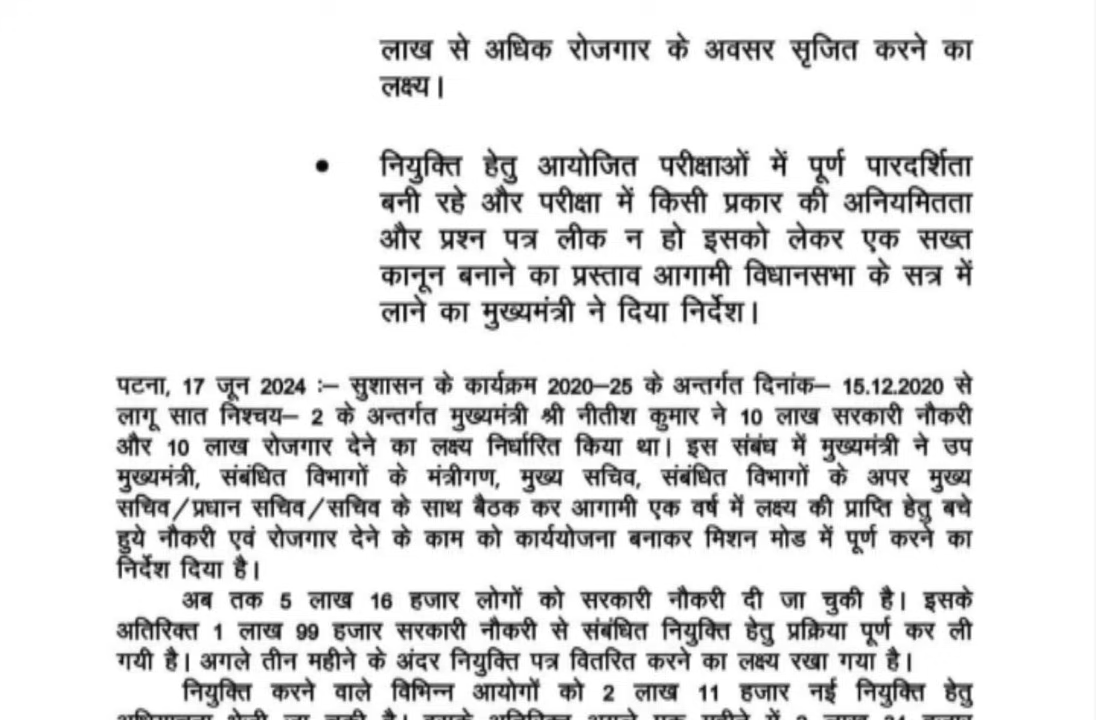 लाख से अधिक रोजगार के अवसर सृजित करने का
लक्ष्य।
• नियुक्ति हेतु आयोजित परीक्षाओं में पूर्ण पारदर्शिता
बनी रहे और परीक्षा में किसी प्रकार की अनियमितता
और प्रश्न पत्र लीक न हो इसको लेकर एक सख्त
कानून बनाने का प्रस्ताव आगामी विधानसभा के सत्र में
लाने का मुख्यमंत्री ने दिया निर्देश।
पटना, 17 जून 2024 :– सुशासन के कार्यक्रम 2020–25 के अन्तर्गत दिनांक– 15.12.2020 से
लागू सात निश्चय– 2 के अन्तर्गत मुख्यमंत्री श्री नीतीश कुमार ने 10 लाख सरकारी नौकरी
और 10 लाख रोजगार देने का लक्ष्य निर्धारित किया था। इस संबंध में मुख्यमंत्री ने उप
मुख्यमंत्री, संबंधित विभागों के मंत्रीगण, मुख्य सचिव, संबंधित विभागों के अपर मुख्य
सचिव/प्रधान सचिव/सचिव के साथ बैठक कर आगामी एक वर्ष में लक्ष्य की प्राप्ति हेतु बचे
हुये नौकरी एवं रोजगार देने के काम को कार्ययोजना बनाकर मिशन मोड में पूर्ण करने का
निर्देश दिया है।
अब तक 5 लाख 16 हजार लोगों को सरकारी नौकरी दी जा चुकी है। इसके
अतिरिक्त 1 लाख 99 हजार सरकारी नौकरी से संबंधित नियुक्ति हेतु प्रक्रिया पूर्ण कर ली
गयी है। अगले तीन महीने के अंदर नियुक्ति पत्र वितरित करने का लक्ष्य रखा गया है।
नियुक्ति करने वाले विभिन्न आयोगों को 2 लाख 11 हजार नई नियुक्ति हेतु